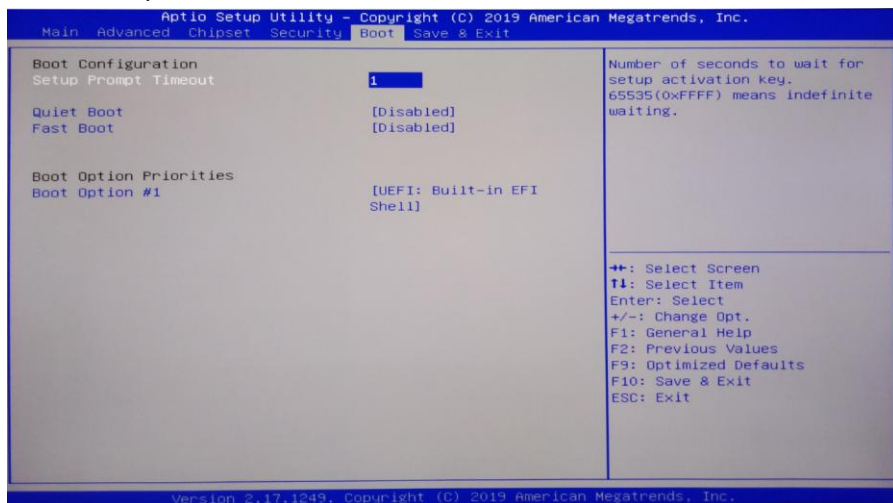 Aptio Setup Utility – Copyright (C) 2019 American Megatrends, Inc.
Main Advanced Chipset Security Boot Save & Exit
Boot Configuration
Setup Prompt Timeout 1
Quiet Boot [Disabled]
Fast Boot [Disabled]
Boot Option Priorities
Boot Option #1 [UEFI: Built-in EFI
Shell]
Number of seconds to wait for
setup activation key.
65535(0xFFFF) means indefinite
waiting.
→←: Select Screen
↑↓: Select Item
Enter: Select
+/-: Change Opt.
F1: General Help
F2: Previous Values
F9: Optimized Defaults
F10: Save & Exit
ESC: Exit
Version 2.17.1249. Copyright (C) 2019 American Megatrends, Inc.